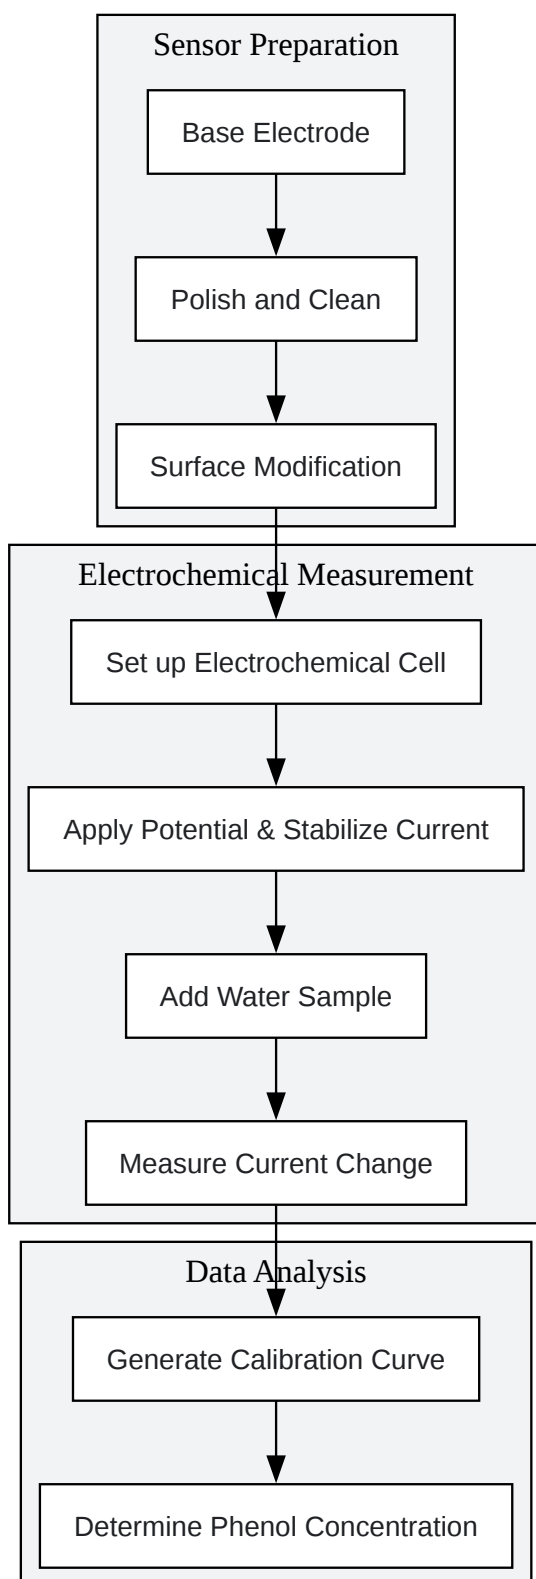 Sensor Preparation
Base Electrode
Polish and Clean
Surface Modification
Electrochemical Measurement
Set up Electrochemical Cell
Apply Potential & Stabilize Current
Add Water Sample
Measure Current Change
Data Analysis
Generate Calibration Curve
Determine Phenol Concentration